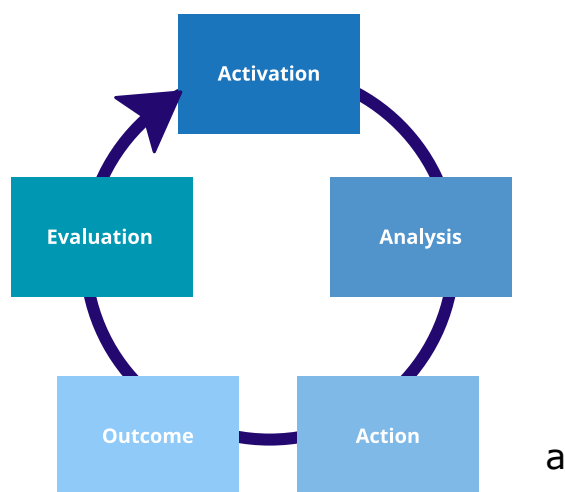 Activation
Analysis
Action
Outcome
Evaluation
a